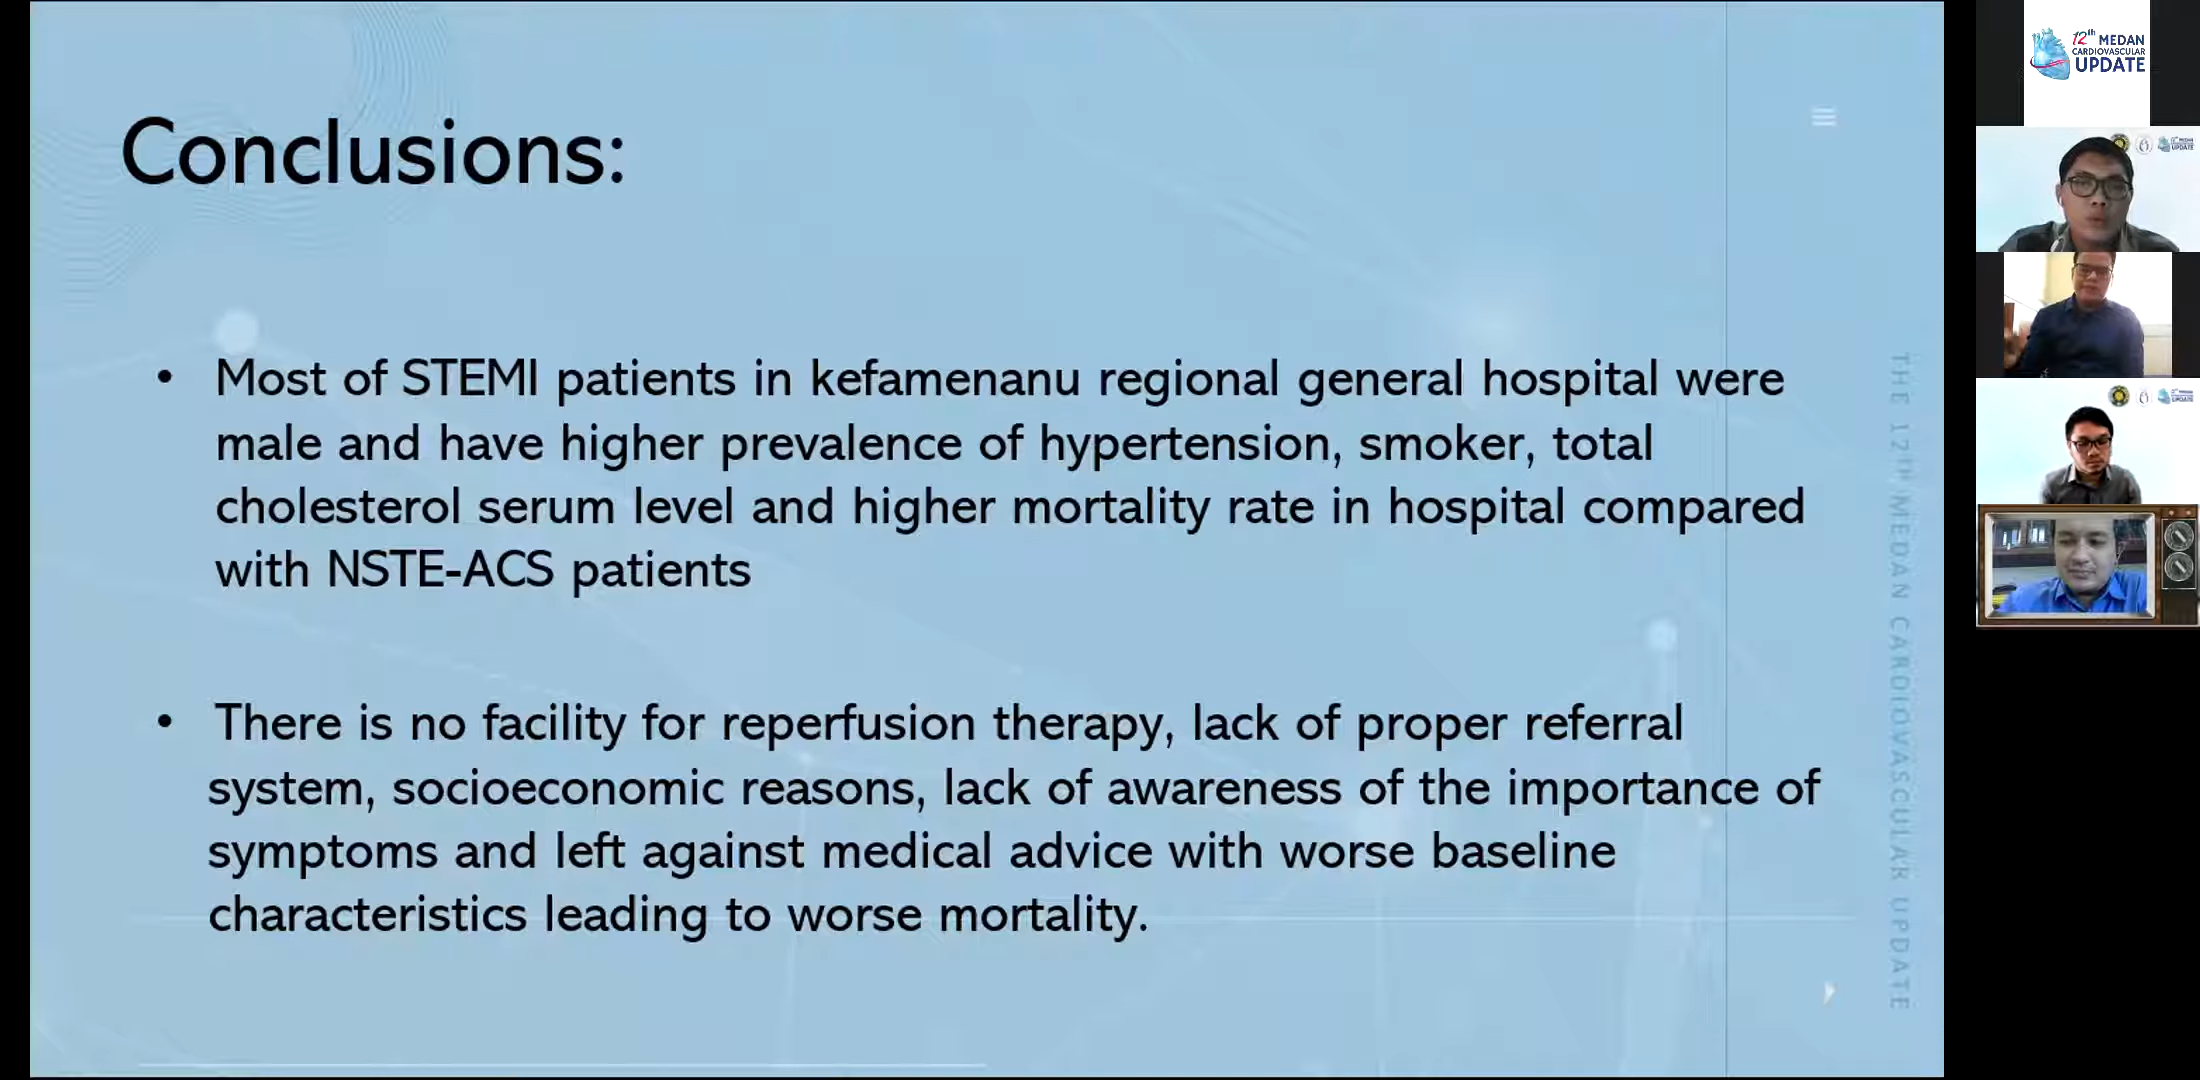 Conclusions:
• Most of STEMI patients in kefamenanu regional general hospital were
male and have higher prevalence of hypertension, smoker, total
cholesterol serum level and higher mortality rate in hospital compared
with NSTE-ACS patients
• There is no facility for reperfusion therapy, lack of proper referral
system, socioeconomic reasons, lack of awareness of the importance of
symptoms and left against medical advice with worse baseline
characteristics leading to worse mortality.
THE 12TH MEDAN CARDIOVASCULAR UPDATE
12th MEDAN
CARDIOVASCULAR
UPDATE